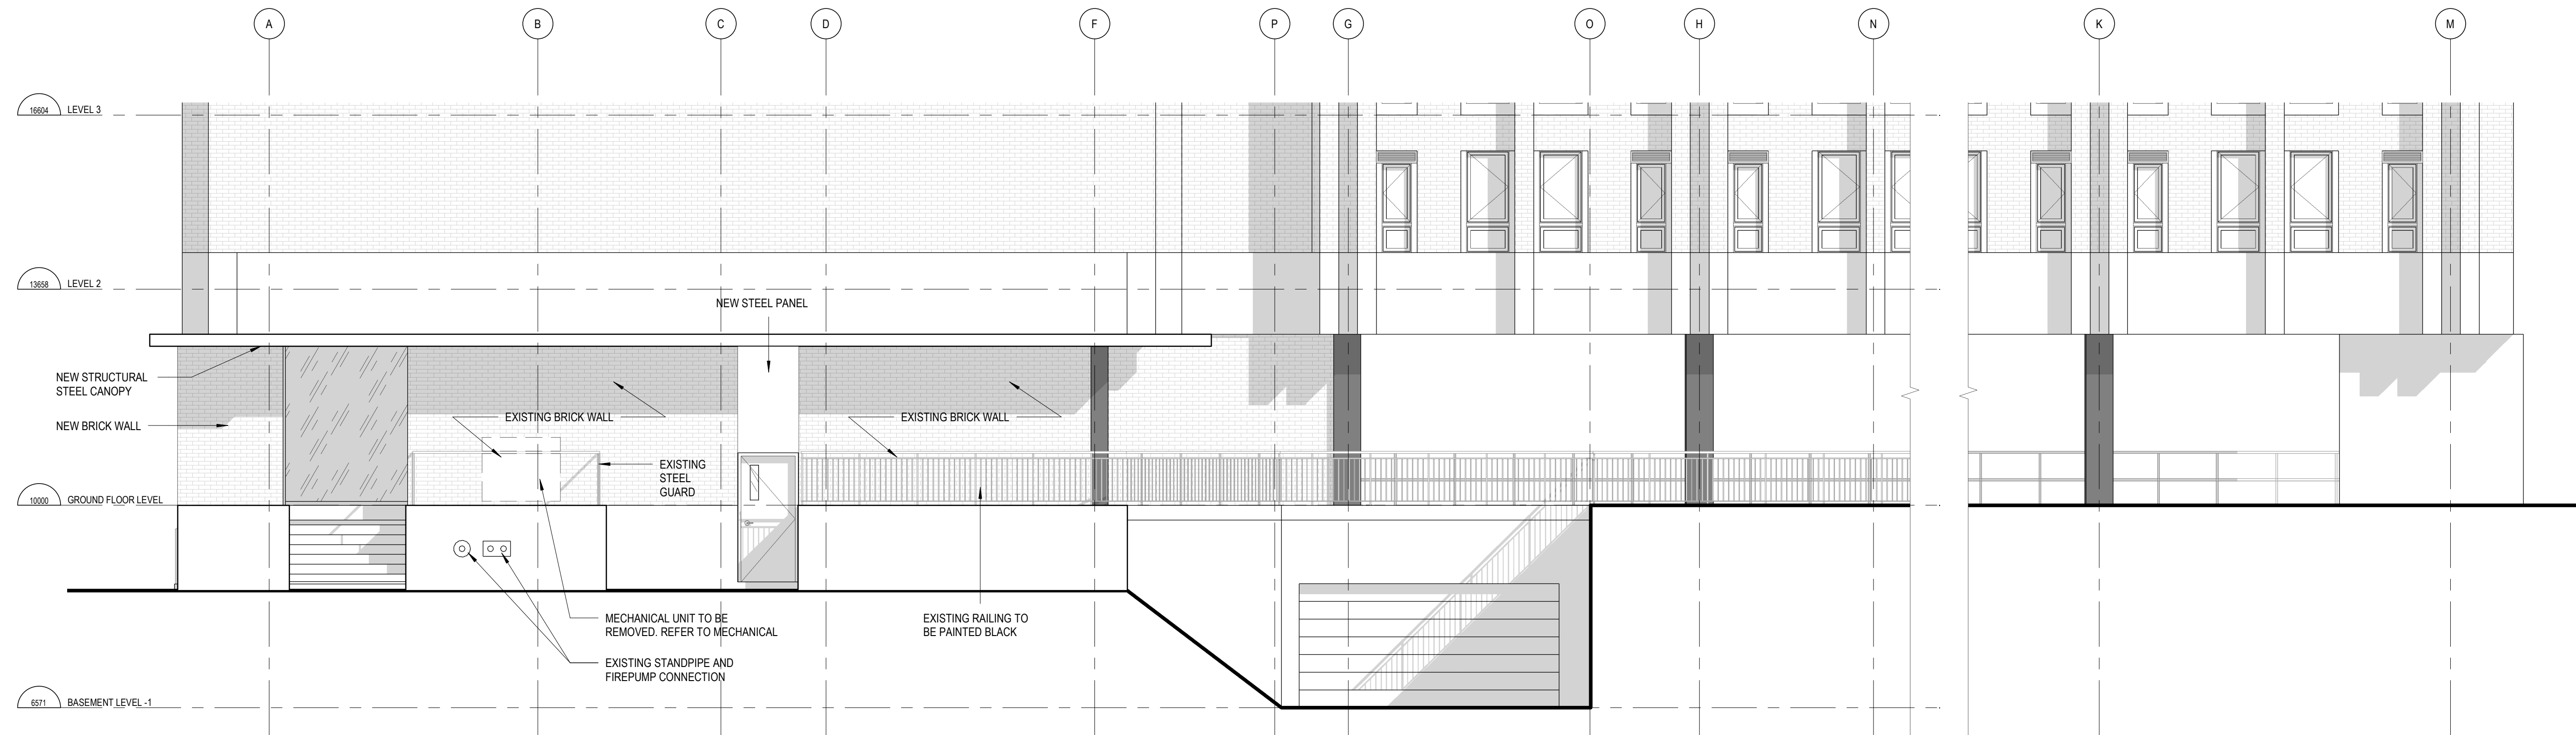 A B C D F P G O H N K M
16604 LEVEL 3
13658 LEVEL 2
NEW STEEL PANEL
NEW STRUCTURAL
STEEL CANOPY
NEW BRICK WALL
EXISTING BRICK WALL
EXISTING BRICK WALL
EXISTING
STEEL
GUARD
10000 GROUND FLOOR LEVEL
MECHANICAL UNIT TO BE
REMOVED. REFER TO MECHANICAL
EXISTING RAILING TO
BE PAINTED BLACK
EXISTING STANDPIPE AND
FIREPUMP CONNECTION
6571 BASEMENT LEVEL -1